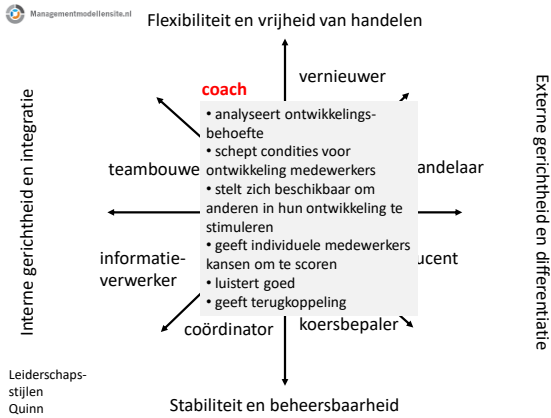 Managementmodellensite.nl
Flexibiliteit en vrijheid van handelen
vernieuwer
coach
• analyseert ontwikkelings-
behoefte
• schept condities voor
ontwikkeling medewerkers
• stelt zich beschikbaar om
anderen in hun ontwikkeling te
stimuleren
• geeft individuele medewerkers
kansen om te scoren
• luistert goed
• geeft terugkoppeling
teambouwe
andelaar
Interne gerichtheid en integratie
Externe gerichtheid en differentiatie
informatie-
verwerker
ucent
coördinator
koersbepaler
Leiderschaps-
stijlen
Quinn
Stabiliteit en beheersbaarheid